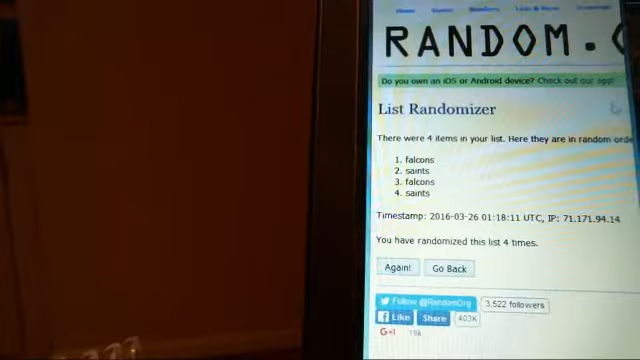 RANDOM.
Do you own an iOS or Android device? Check out our app!
List Randomizer
There were 4 items in your list. Here they are in random orde
1. falcons
2. saints
3. falcons
4. saints
Timestamp: 2016-03-26 01:18:11 UTC, IP: 71.171.94.14
You have randomized this list 4 times.
Again! Go Back
Follow @RandomOrg 3,522 followers
Like Share 403K
G+1